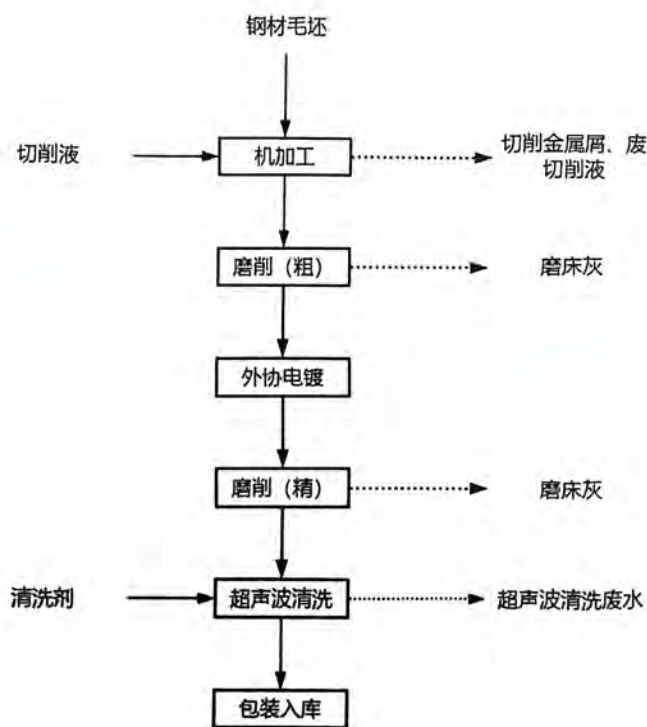 钢材毛坯
切削液
机加工
切削金属屑、废
切削液
磨削（粗）
磨床灰
外协电镀
磨削（精）
磨床灰
清洗剂
超声波清洗
超声波清洗废水
包装入库